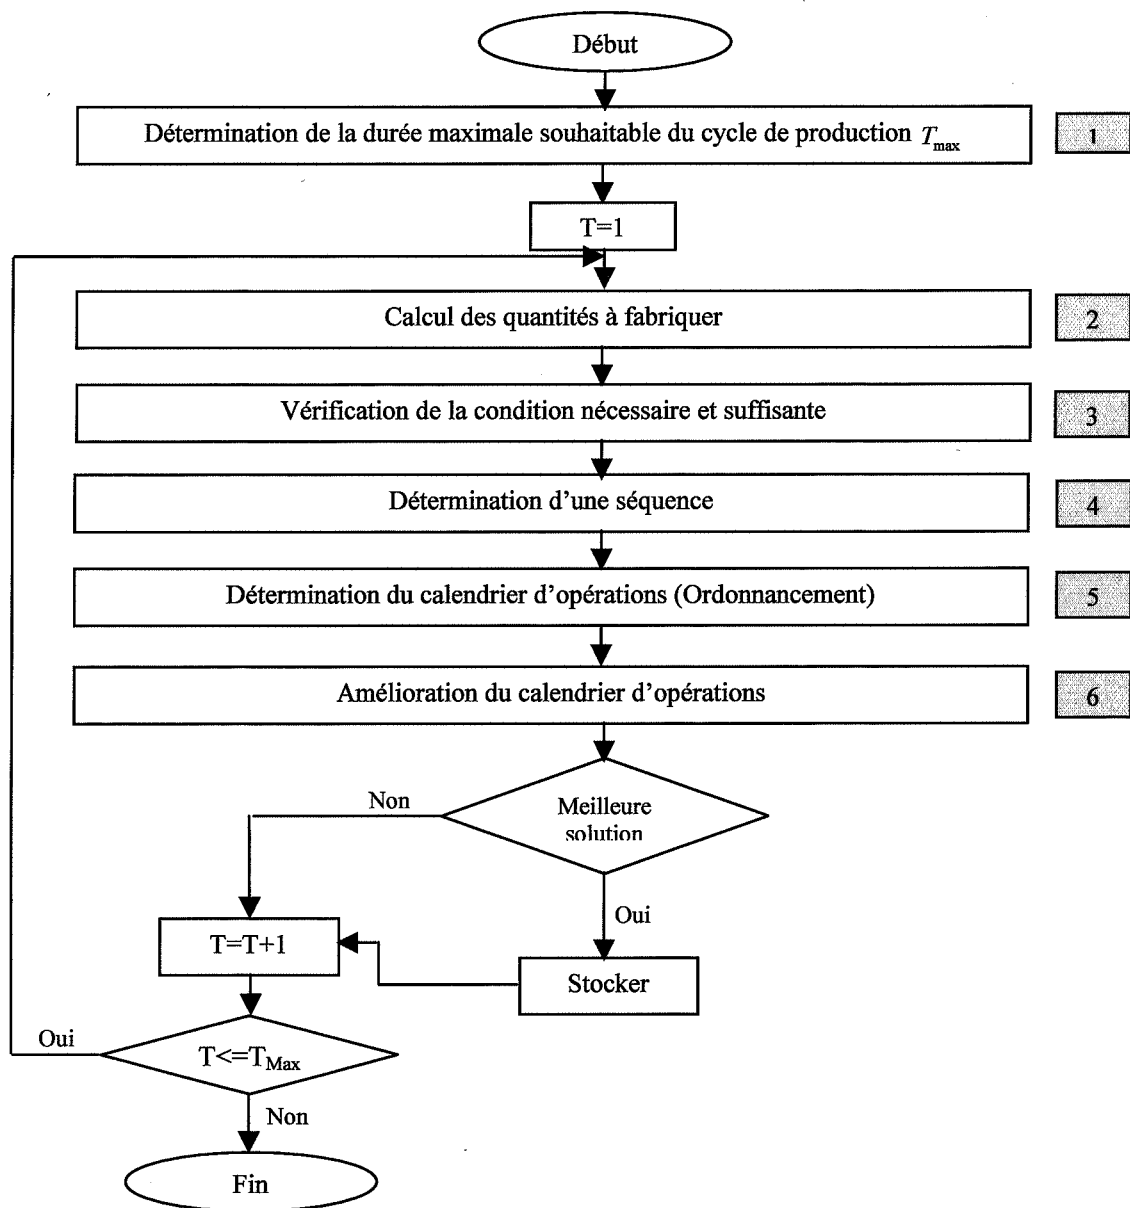 Début
Détermination de la durée maximale souhaitable du cycle de production T_max
1
T=1
Calcul des quantités à fabriquer
2
Vérification de la condition nécessaire et suffisante
3
Détermination d'une séquence
4
Détermination du calendrier d'opérations (Ordonnancement)
5
Amélioration du calendrier d'opérations
6
Non
Meilleure
solution
Oui
T=T+1
Stocker
Oui
T<=T_Max
Non
Fin